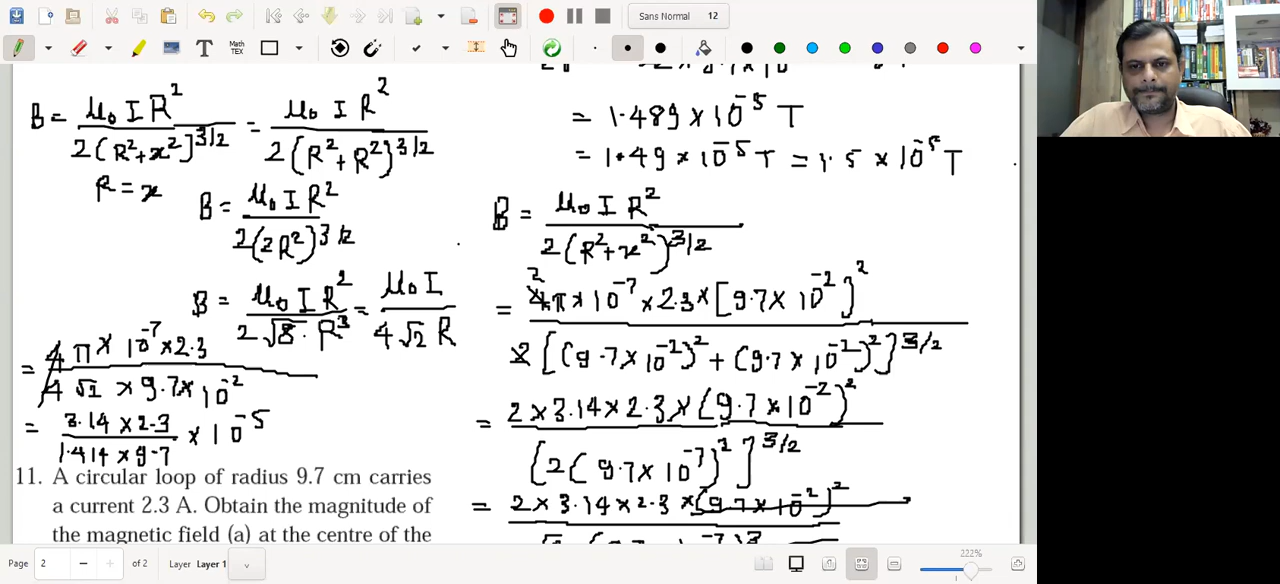 Sans Normal 12
Math TEX
B = μ₀ I R² / 2(R²+x²]^3/2 = μ₀ I R² / 2(R²+R²)^3/2
R = x
B = μ₀ I R² / 2(2R²)^3/2
B = μ₀ I R² / 2√8 · R³ = μ₀ I / 4√2 R
= 4π × 10⁻⁷ × 2.3 / 4 √2 × 9.7 × 10⁻²
= 3.14 × 2.3 / 1.414 × 9.7 × 10⁻⁵
11. A circular loop of radius 9.7 cm carries
a current 2.3 A. Obtain the magnitude of
the magnetic field (a) at the centre of the
= 1.489 × 10⁻⁵ T
= 1.49 × 10⁻⁵ T = 1.5 × 10⁻⁵ T
B = μ₀ I R² / 2(R²+x²)^3/2
= 2 4π × 10⁻⁷ × 2.3 × [9.7 × 10⁻²]² / 2 [(9.7 × 10⁻²)² + (9.7 × 10⁻²)²]^3/2
= 2 × 3.14 × 2.3 × (9.7 × 10⁻²)² / [2(9.7 × 10⁻⁷)²]^3/2
= 2 × 3.14 × 2.3 × (9.7 × 10⁻²)²
Page 2 of 2 Layer Layer 1
222%